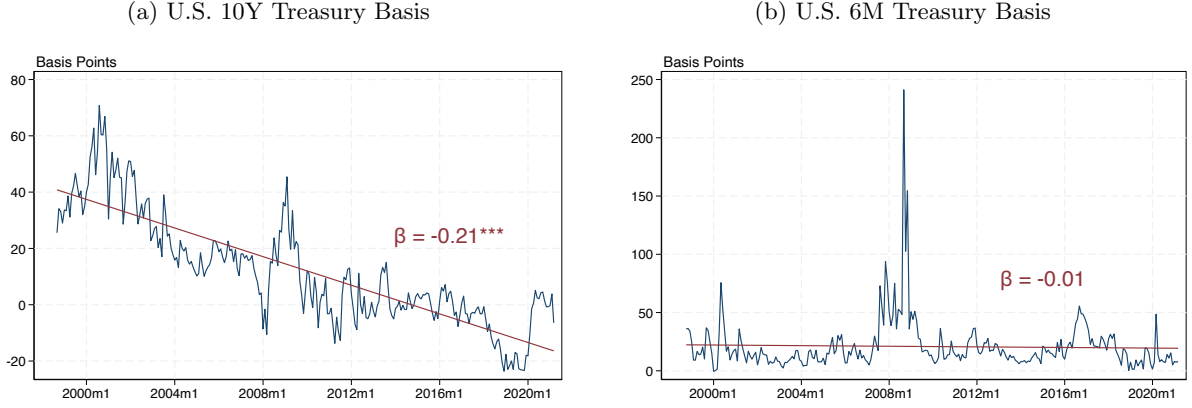 (a) U.S. 10Y Treasury Basis
Basis Points
80
60
40
20
0
-20
β = -0.21***
2000m1 2004m1 2008m1 2012m1 2016m1 2020m1
(b) U.S. 6M Treasury Basis
Basis Points
250
200
150
100
50
0
β = -0.01
2000m1 2004m1 2008m1 2012m1 2016m1 2020m1